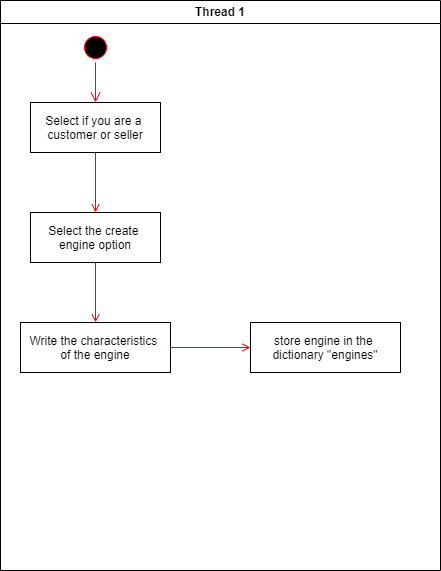 Thread 1
Select if you are a
customer or seller
Select the create
engine option
Write the characteristics
of the engine
store engine in the
dictionary "engines"